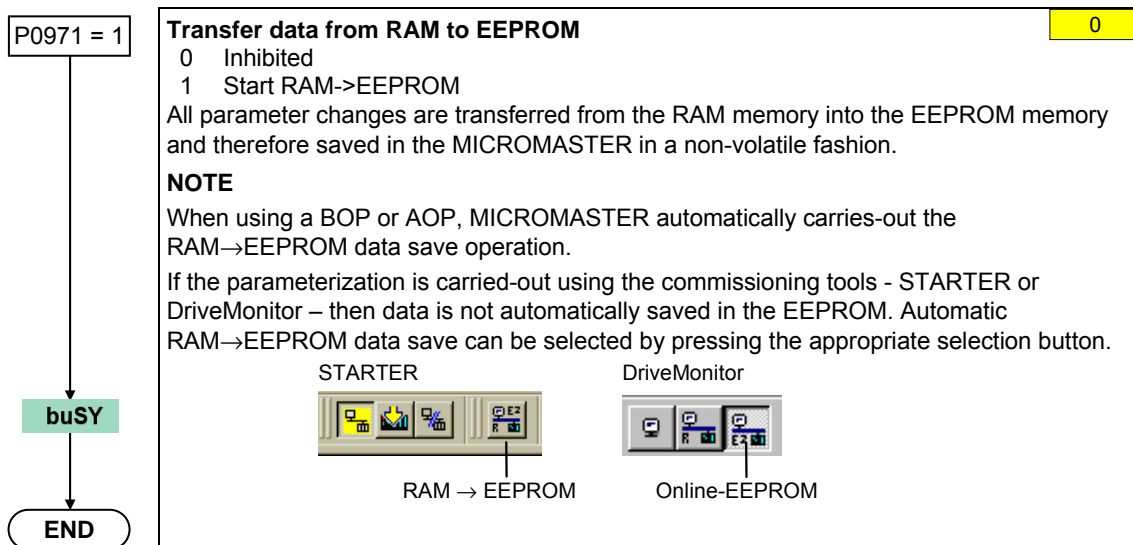 P0971 = 1
Transfer data from RAM to EEPROM
0
0 Inhibited
1 Start RAM->EEPROM
All parameter changes are transferred from the RAM memory into the EEPROM memory
and therefore saved in the MICROMASTER in a non-volatile fashion.
NOTE
When using a BOP or AOP, MICROMASTER automatically carries-out the
RAM→EEPROM data save operation.
If the parameterization is carried-out using the commissioning tools - STARTER or
DriveMonitor – then data is not automatically saved in the EEPROM. Automatic
RAM→EEPROM data save can be selected by pressing the appropriate selection button.
STARTER
DriveMonitor
E2
R
R
E2
RAM → EEPROM
Online-EEPROM
buSY
END